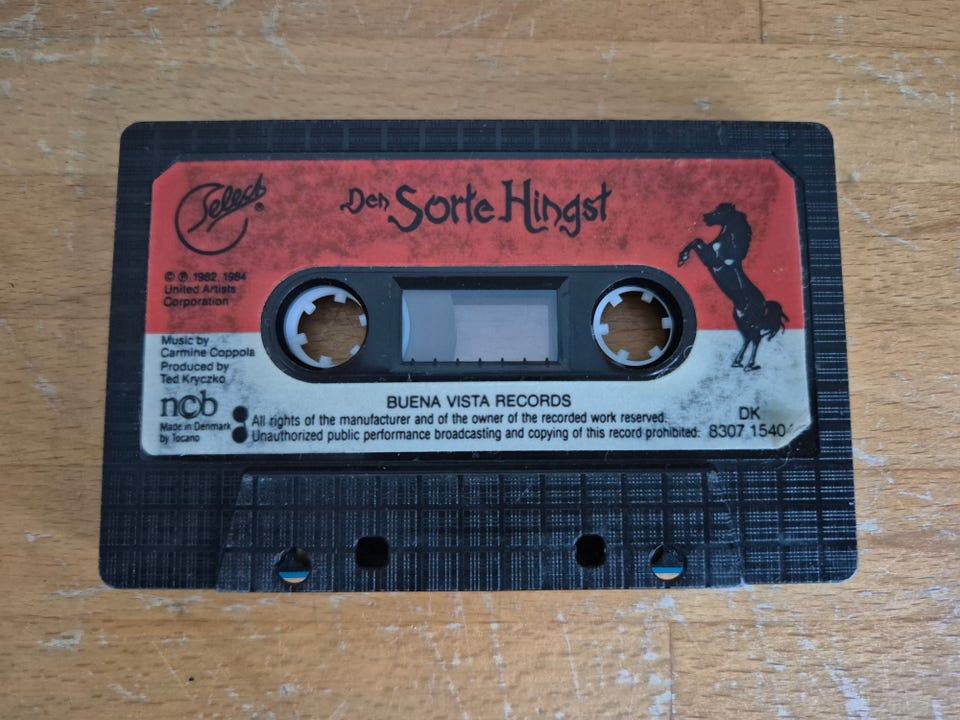 Select ®
Den Sorte Hingst
© ℗ 1982, 1984
United Artists
Corporation
Music by
Carmine Coppola
Produced by
Ted Kryczko
ncb
Made in Denmark
by Tocano
BUENA VISTA RECORDS
All rights of the manufacturer and of the owner of the recorded work reserved.
Unauthorized public performance broadcasting and copying of this record prohibited.
DK
8307 1540